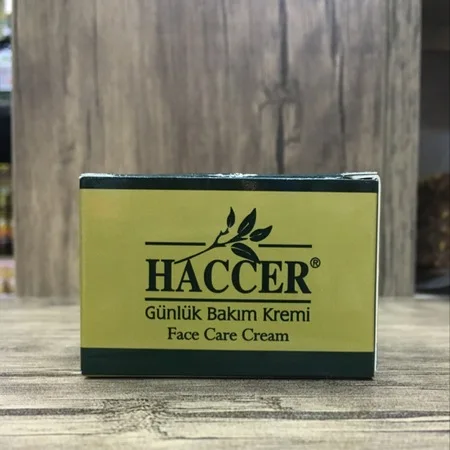 HACCER®
Günlük Bakım Kremi
Face Care Cream